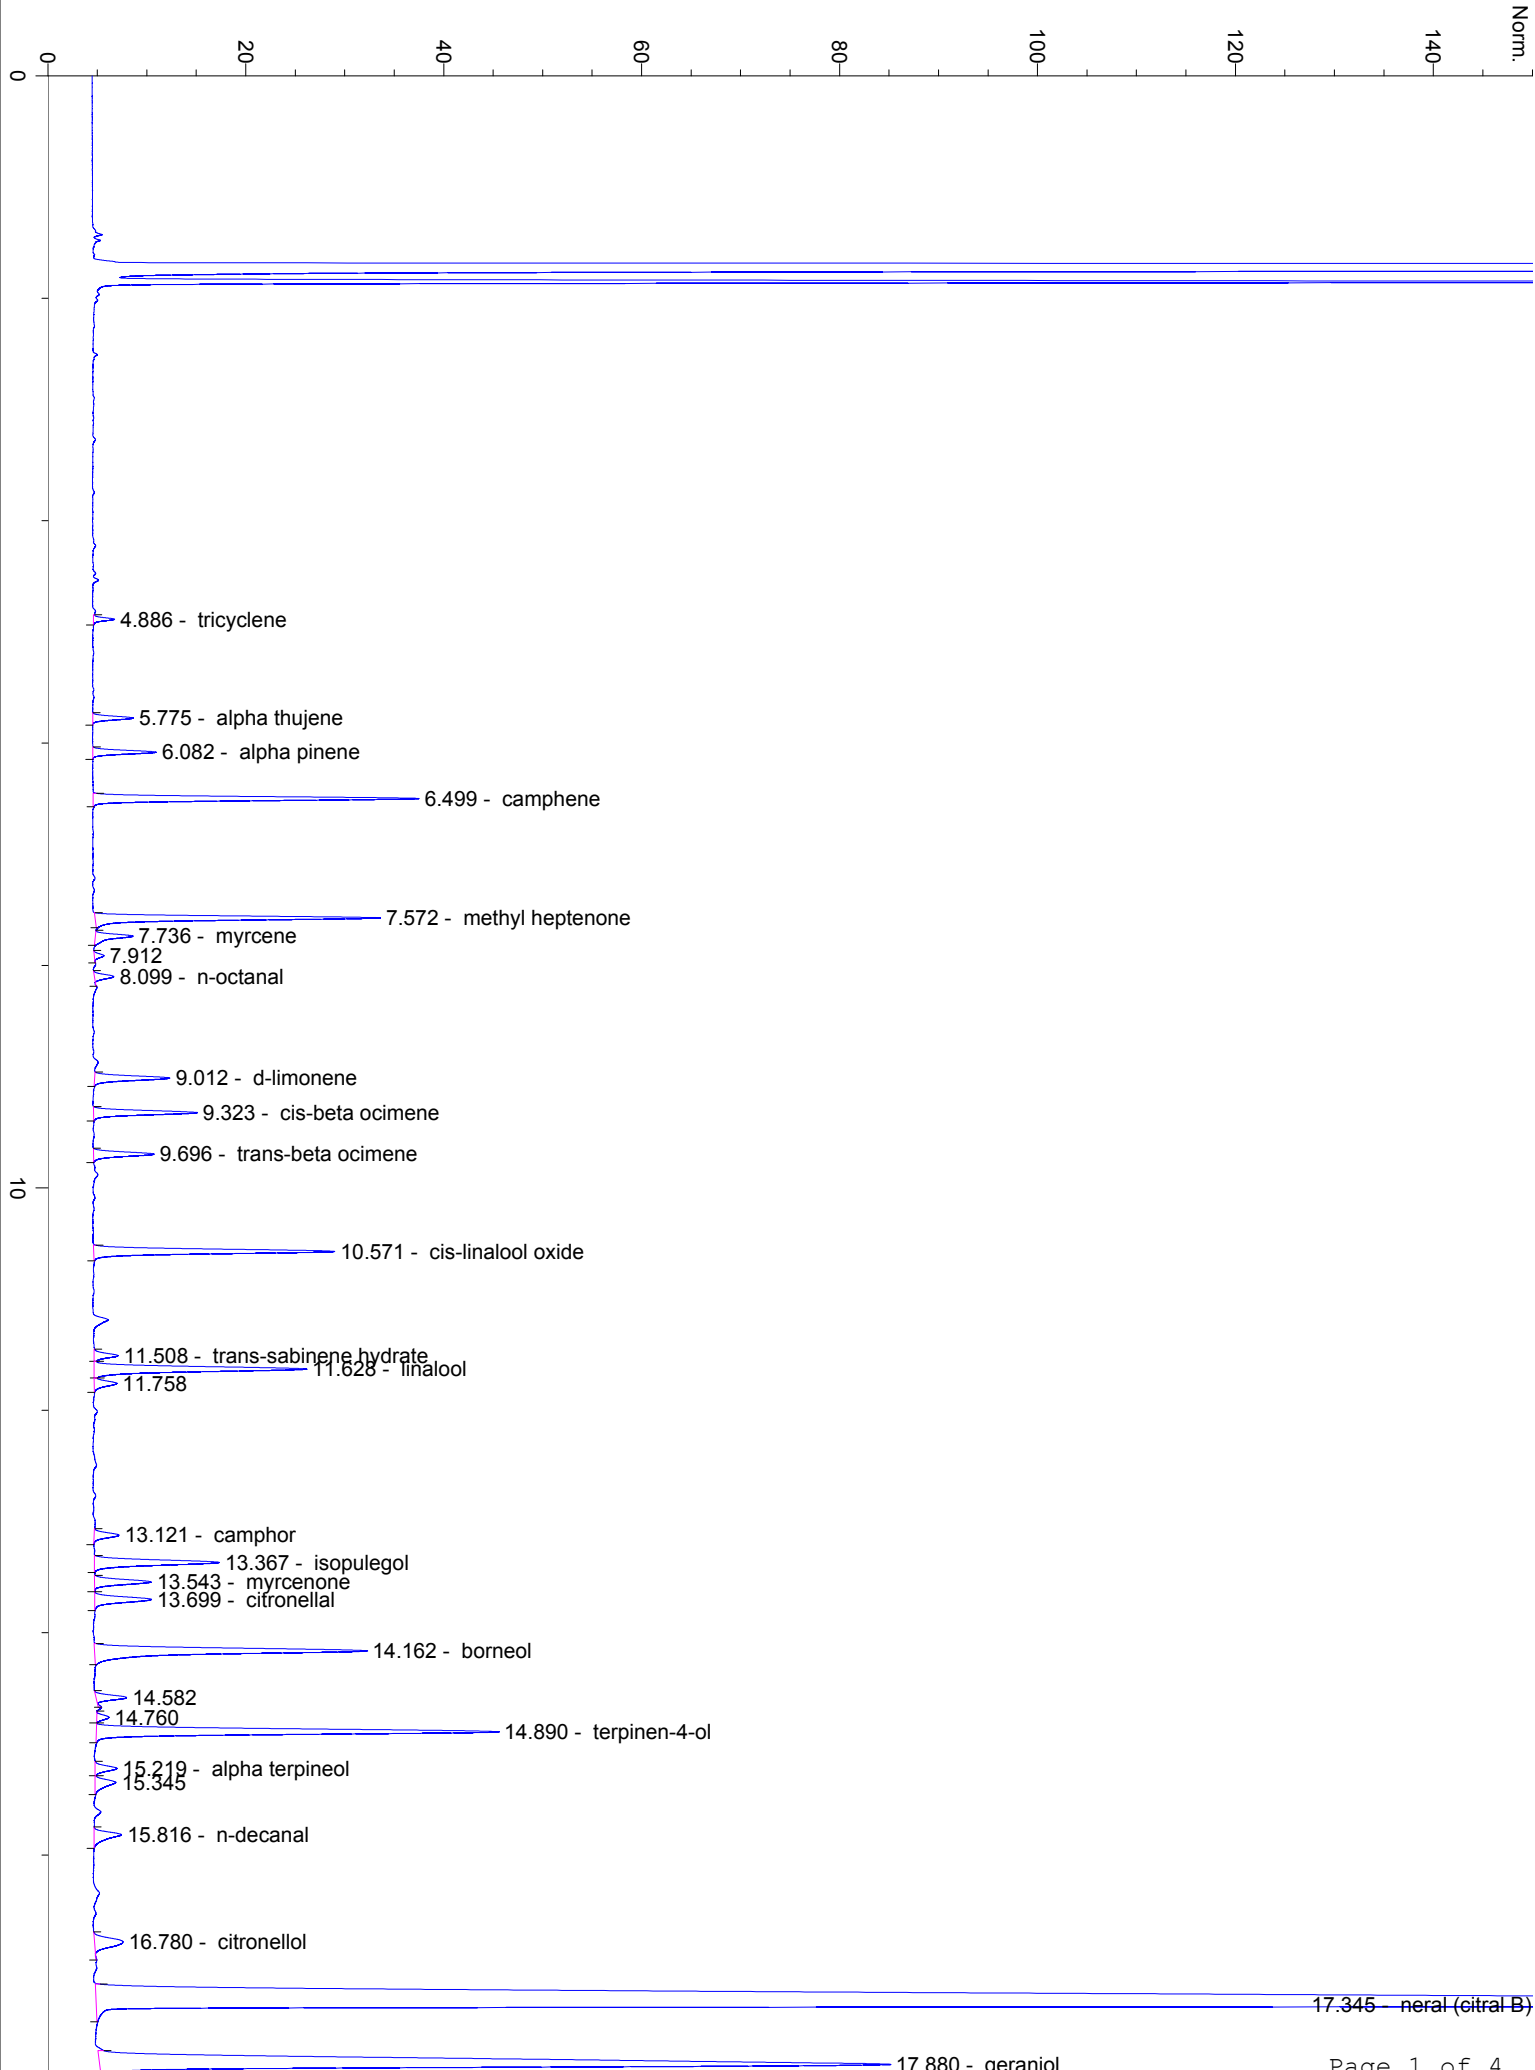 Norm.
0
20
40
60
80
100
120
140
0
4.886 - tricyclene
5.775 - alpha thujene
6.082 - alpha pinene
6.499 - camphene
7.572 - methyl heptenone
7.736 - myrcene
7.912
8.099 - n-octanal
9.012 - d-limonene
9.323 - cis-beta ocimene
9.696 - trans-beta ocimene
10
10.571 - cis-linalool oxide
11.508 - trans-sabinene hydrate
11.628 - linalool
11.758
13.121 - camphor
13.367 - isopulegol
13.543 - myrcenone
13.699 - citronellal
14.162 - borneol
14.582
14.760
14.890 - terpinen-4-ol
15.219 - alpha terpineol
15.345
15.816 - n-decanal
16.780 - citronellol
17.345 - neral (citral B)
17.880 - geraniol
Page 1 of 4